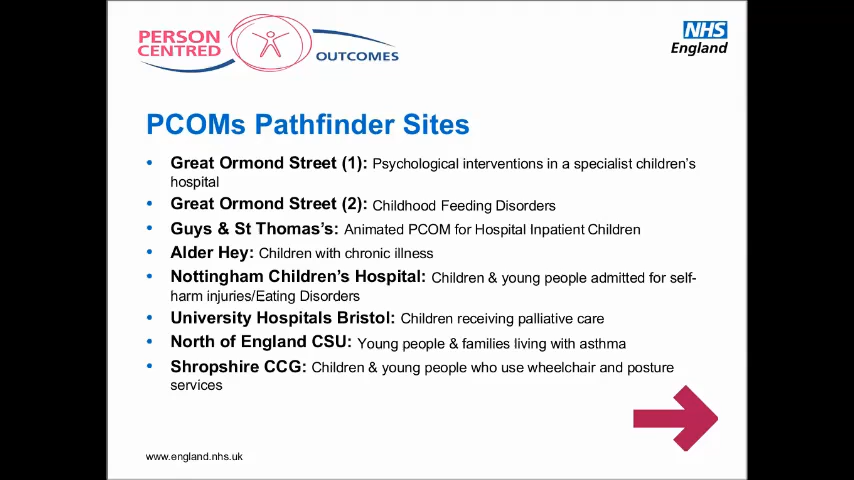 PERSON
CENTRED
OUTCOMES
NHS
England
PCOMs Pathfinder Sites
• Great Ormond Street (1): Psychological interventions in a specialist children's
hospital
• Great Ormond Street (2): Childhood Feeding Disorders
• Guys & St Thomas's: Animated PCOM for Hospital Inpatient Children
• Alder Hey: Children with chronic illness
• Nottingham Children's Hospital: Children & young people admitted for self-
harm injuries/Eating Disorders
• University Hospitals Bristol: Children receiving palliative care
• North of England CSU: Young people & families living with asthma
• Shropshire CCG: Children & young people who use wheelchair and posture
services
www.england.nhs.uk